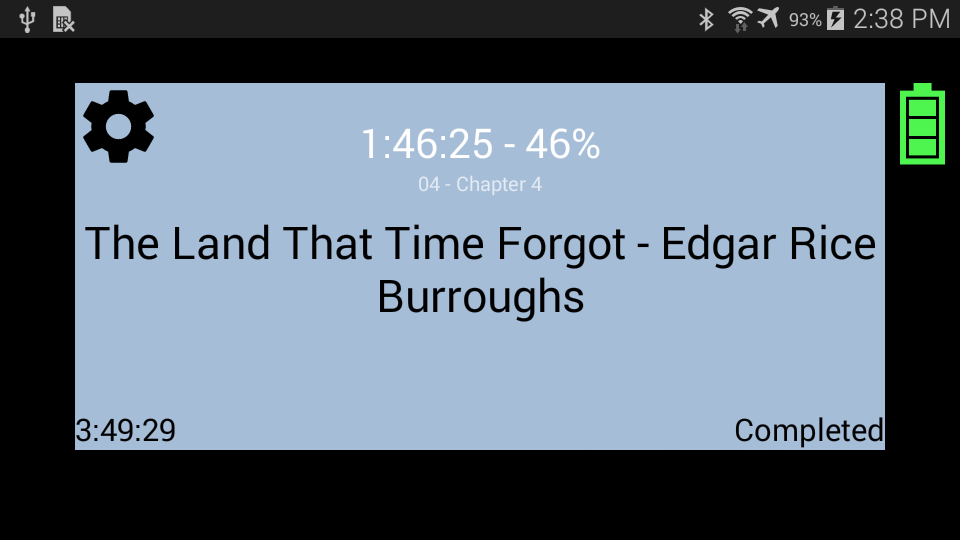 93% 2:38 PM
1:46:25 - 46%
04 - Chapter 4
The Land That Time Forgot - Edgar Rice
Burroughs
3:49:29 Completed